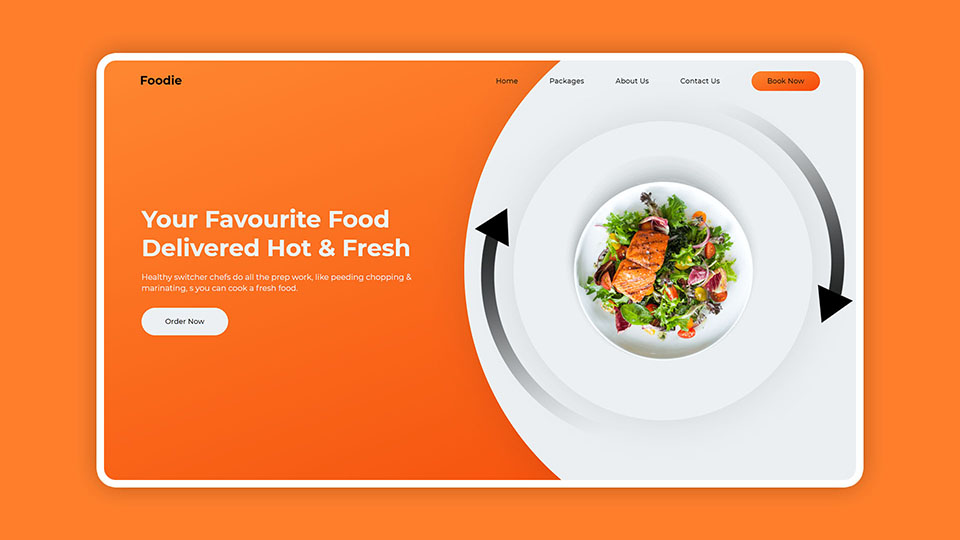 Foodie
Home
Packages
About Us
Contact Us
Book Now
Your Favourite Food
Delivered Hot & Fresh
Healthy switcher chefs do all the prep work, like peeding chopping &
marinating, s you can cook a fresh food.
Order Now